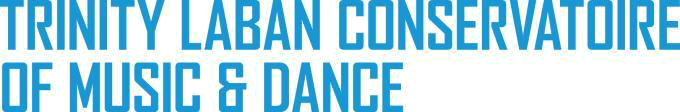 TRINITY LABAN CONSERVATOIRE
OF MUSIC & DANCE